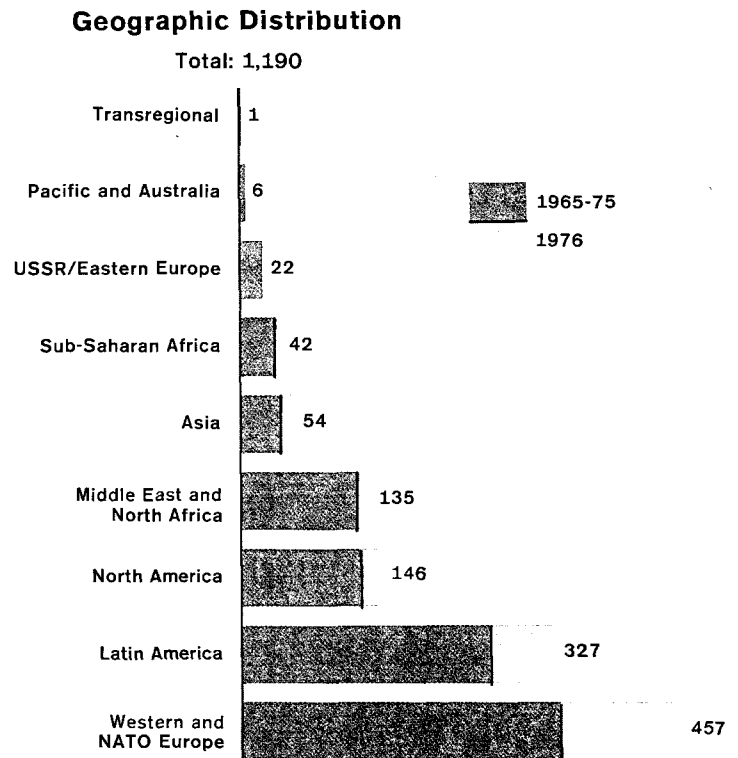 Geographic Distribution
Total: 1,190
Transregional 1
Pacific and Australia 6
1965-75
1976
USSR/Eastern Europe 22
Sub-Saharan Africa 42
Asia 54
Middle East and
North Africa 135
North America 146
Latin America 327
Western and
NATO Europe 457